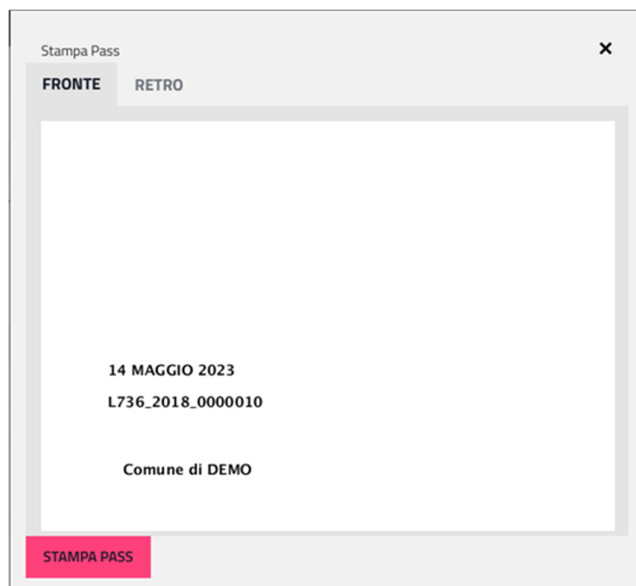 Stampa Pass ×
FRONTE RETRO
14 MAGGIO 2023
L736_2018_0000010
Comune di DEMO
STAMPA PASS